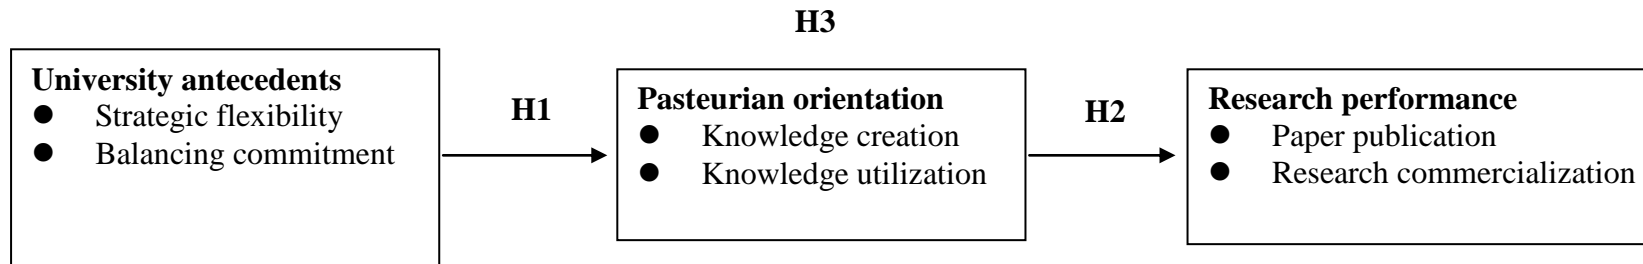 H3
University antecedents
● Strategic flexibility
● Balancing commitment
H1
Pasteurian orientation
● Knowledge creation
● Knowledge utilization
H2
Research performance
● Paper publication
● Research commercialization